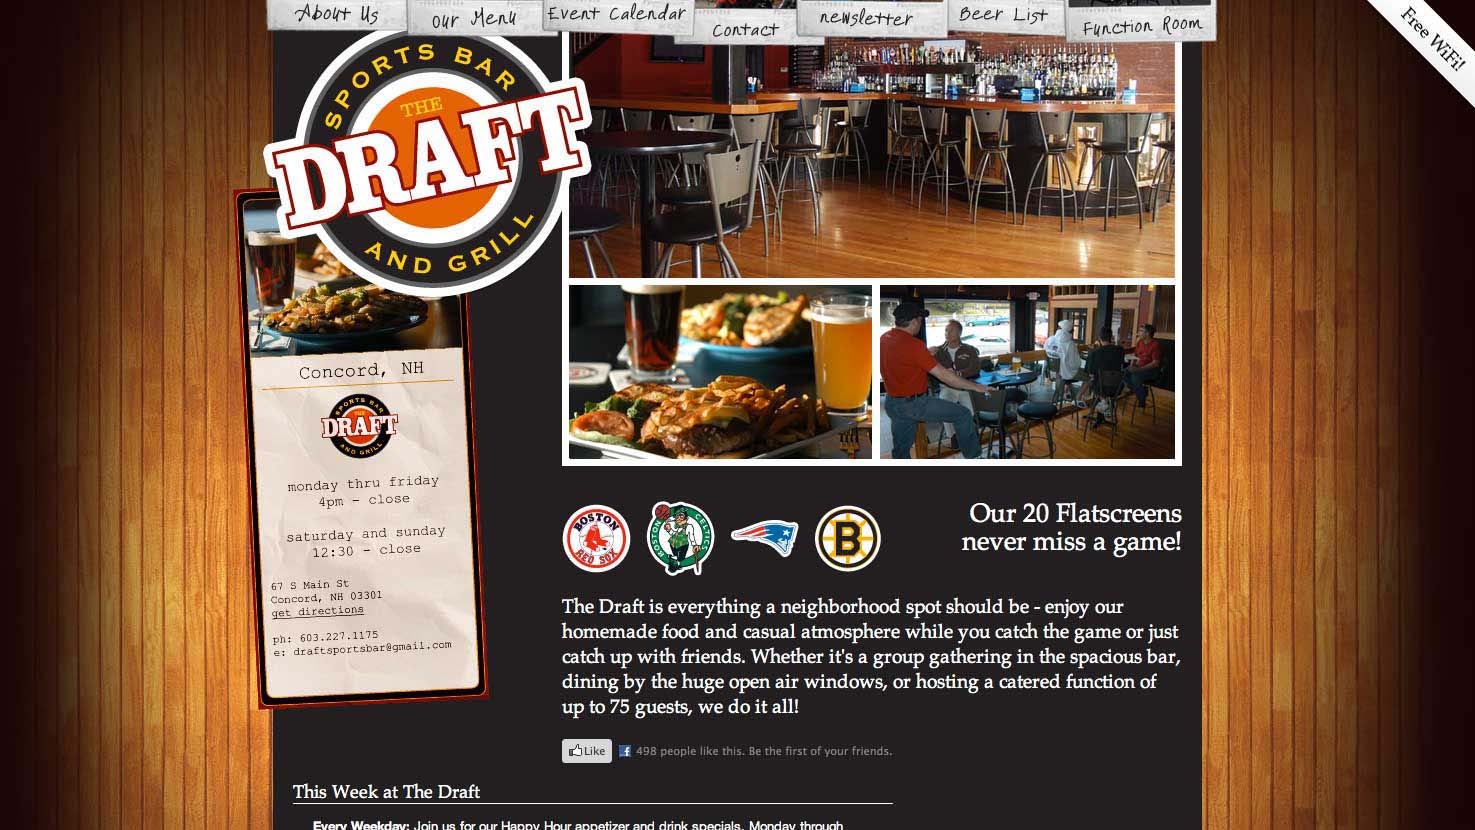 About Us
our Menu
Event Calendar
Contact
newsletter
Beer List
Function Room
Free WiFi!
SPORTS BAR
THE
DRAFT
AND GRILL
Concord, NH
SPORTS BAR
THE
DRAFT
AND GRILL
monday thru friday
4pm - close
saturday and sunday
12:30 - close
67 S Main St
Concord, NH 03301
get directions
ph: 603.227.1175
e: draftsportsbar@gmail.com
BOSTON
RED SOX
BOSTON
CELTICS
B
Our 20 Flatscreens
never miss a game!
The Draft is everything a neighborhood spot should be - enjoy our
homemade food and casual atmosphere while you catch the game or just
catch up with friends. Whether it's a group gathering in the spacious bar,
dining by the huge open air windows, or hosting a catered function of
up to 75 guests, we do it all!
Like
f 498 people like this. Be the first of your friends.
This Week at The Draft
Every Weekday: Join us for our Happy Hour appetizer and drink specials, Monday through